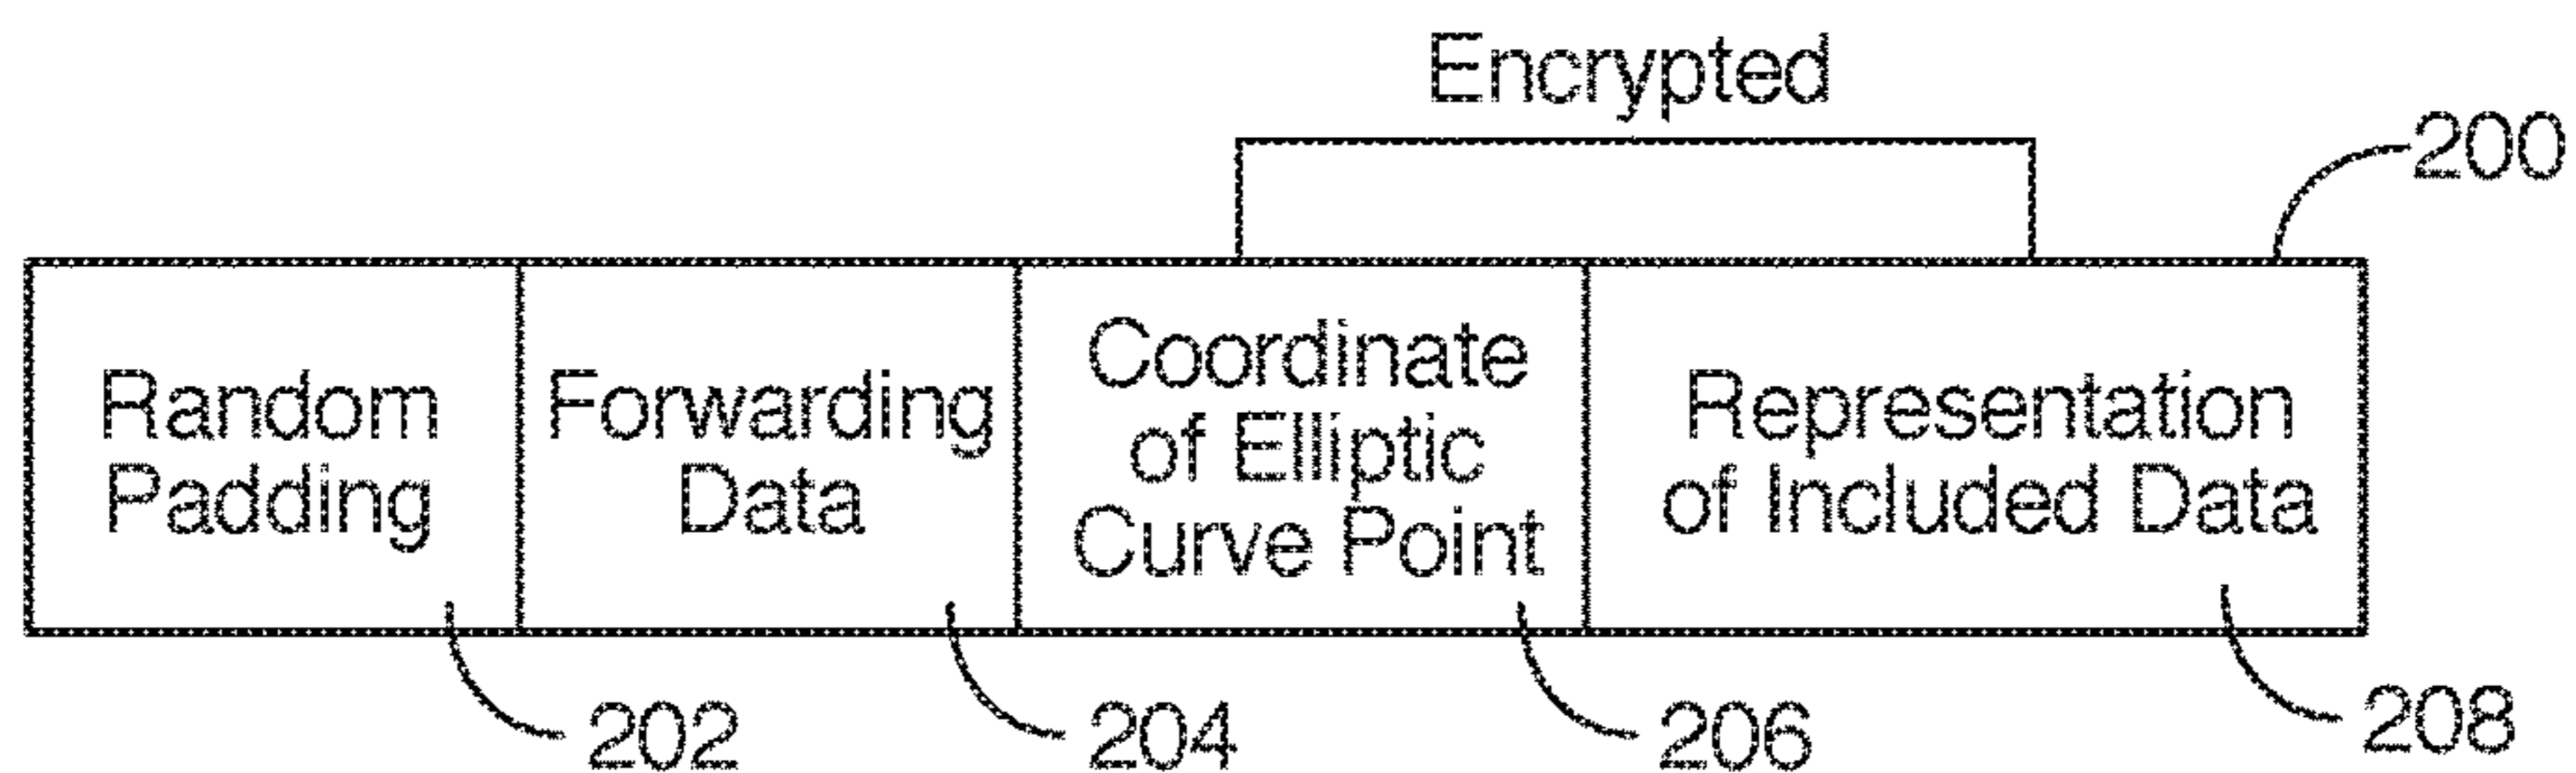 Encrypted
200
Random
Padding
Forwarding
Data
Coordinate
of Elliptic
Curve Point
Representation
of Included Data
202
204
206
208